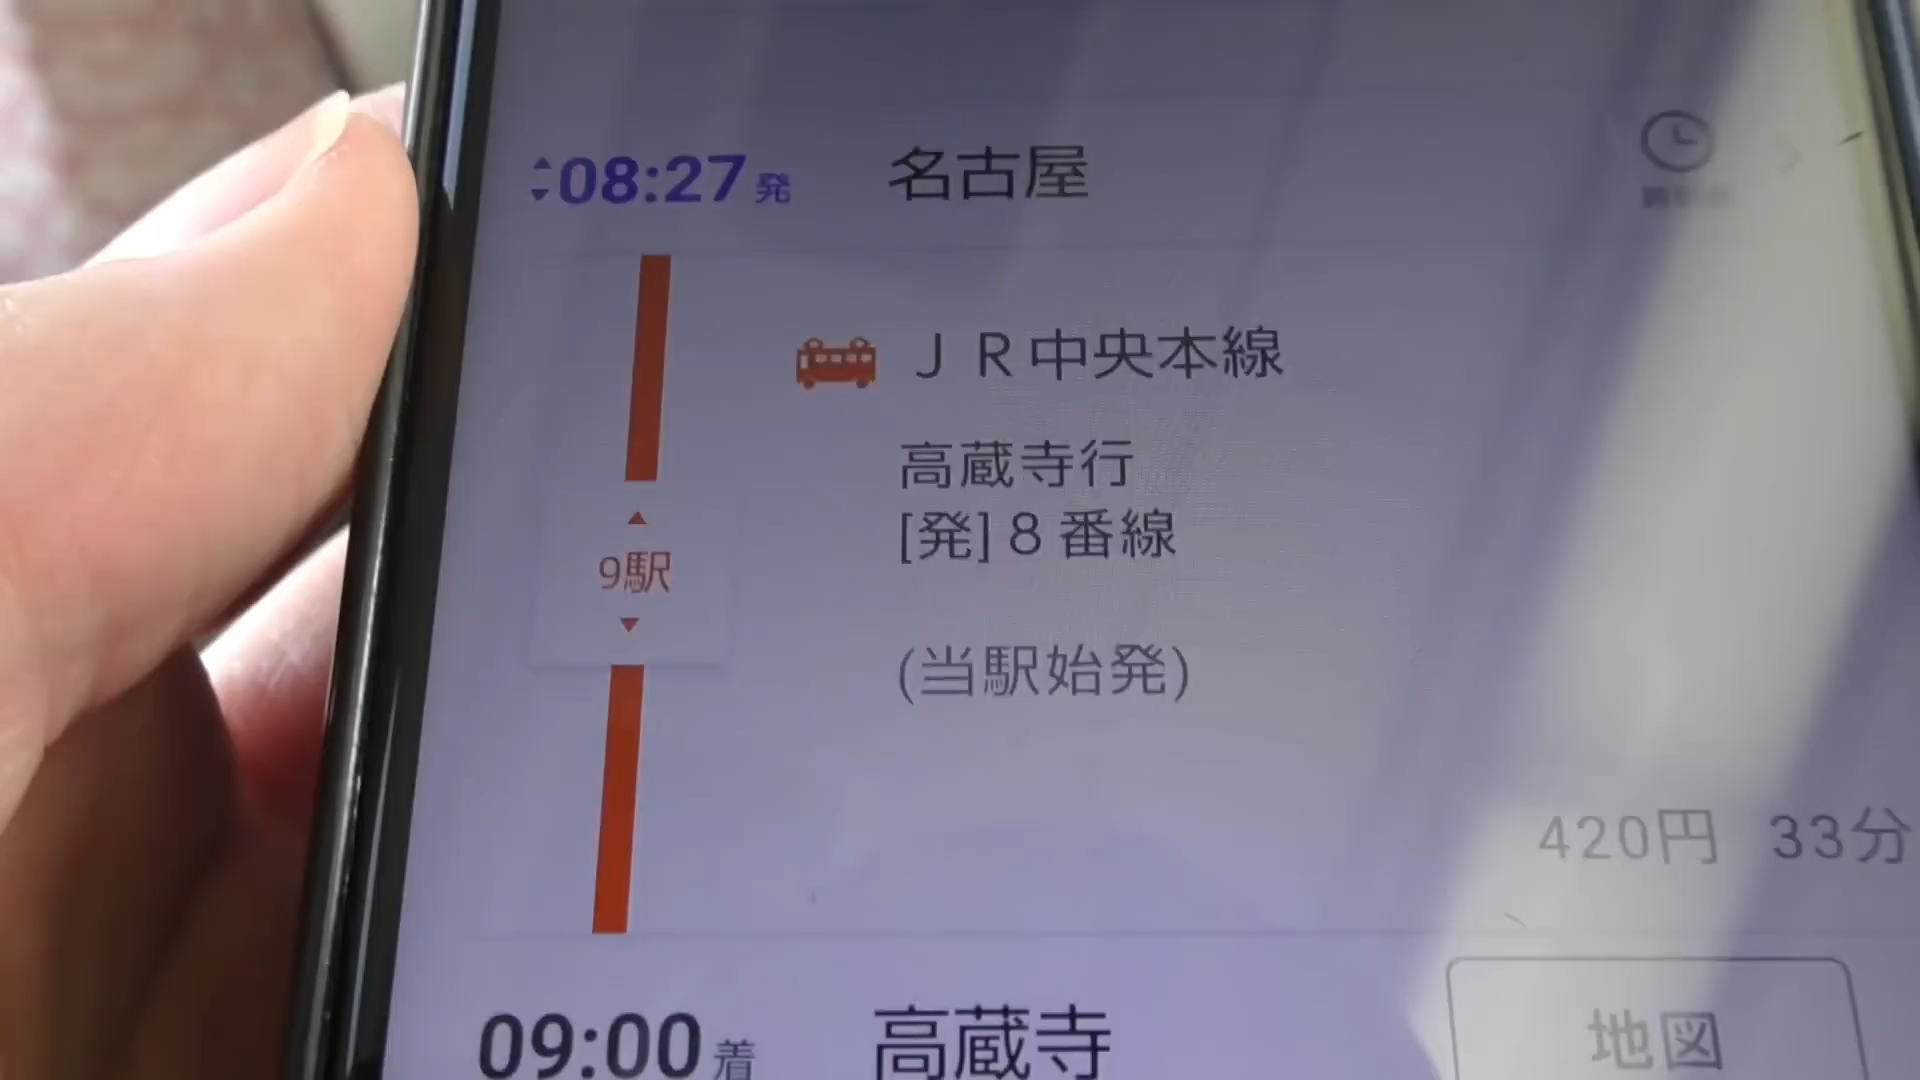 08:27発 名古屋
ＪＲ中央本線
高蔵寺行
[発]８番線
9駅
(当駅始発)
420円 33分
09:00着 高蔵寺
地図